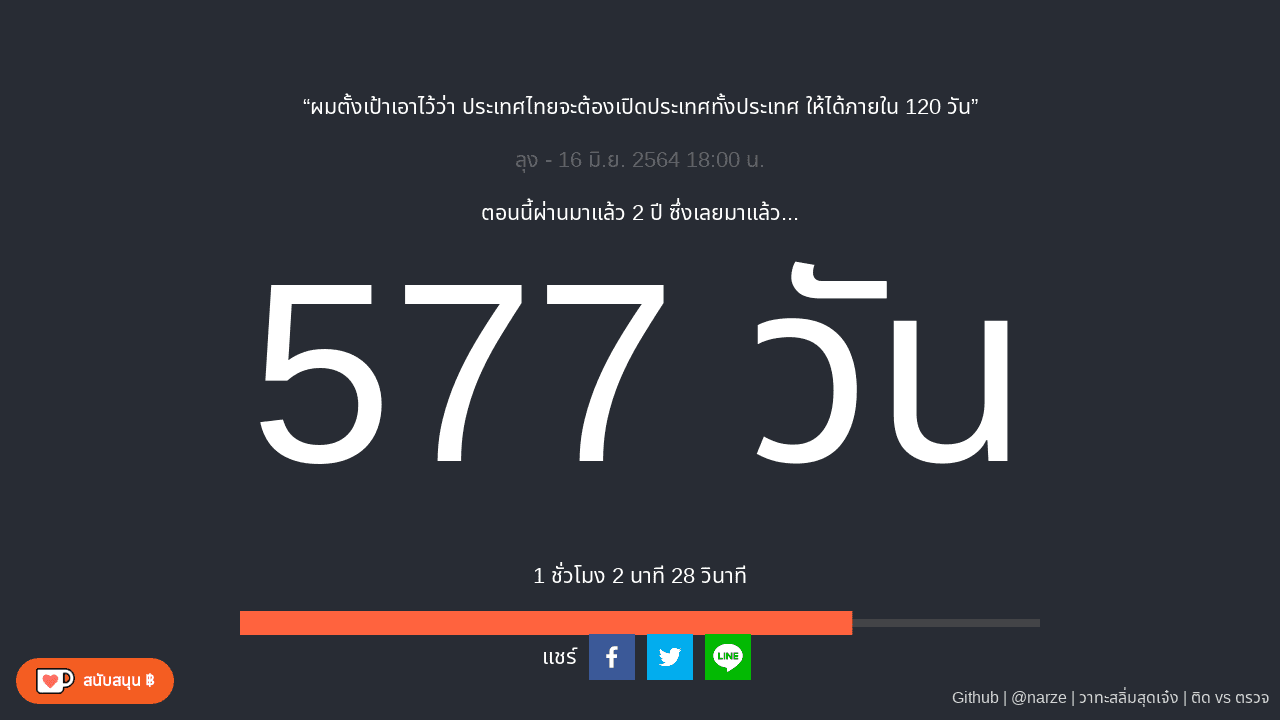 “ผมตั้งเป้าเอาไว้ว่า ประเทศไทยจะต้องเปิดประเทศทั้งประเทศ ให้ได้ภายใน 120 วัน”
ลุง - 16 มิ.ย. 2564 18:00 น.
ตอนนี้ผ่านมาแล้ว 2 ปี ซึ่งเลยมาแล้ว...
577 วัน
1 ชั่วโมง 2 นาที 28 วินาที
แชร์
LINE
สนับสนุน ฿
Github | @narze | วาทะสลิ่มสุดเจ๋ง | ติด vs ตรวจ